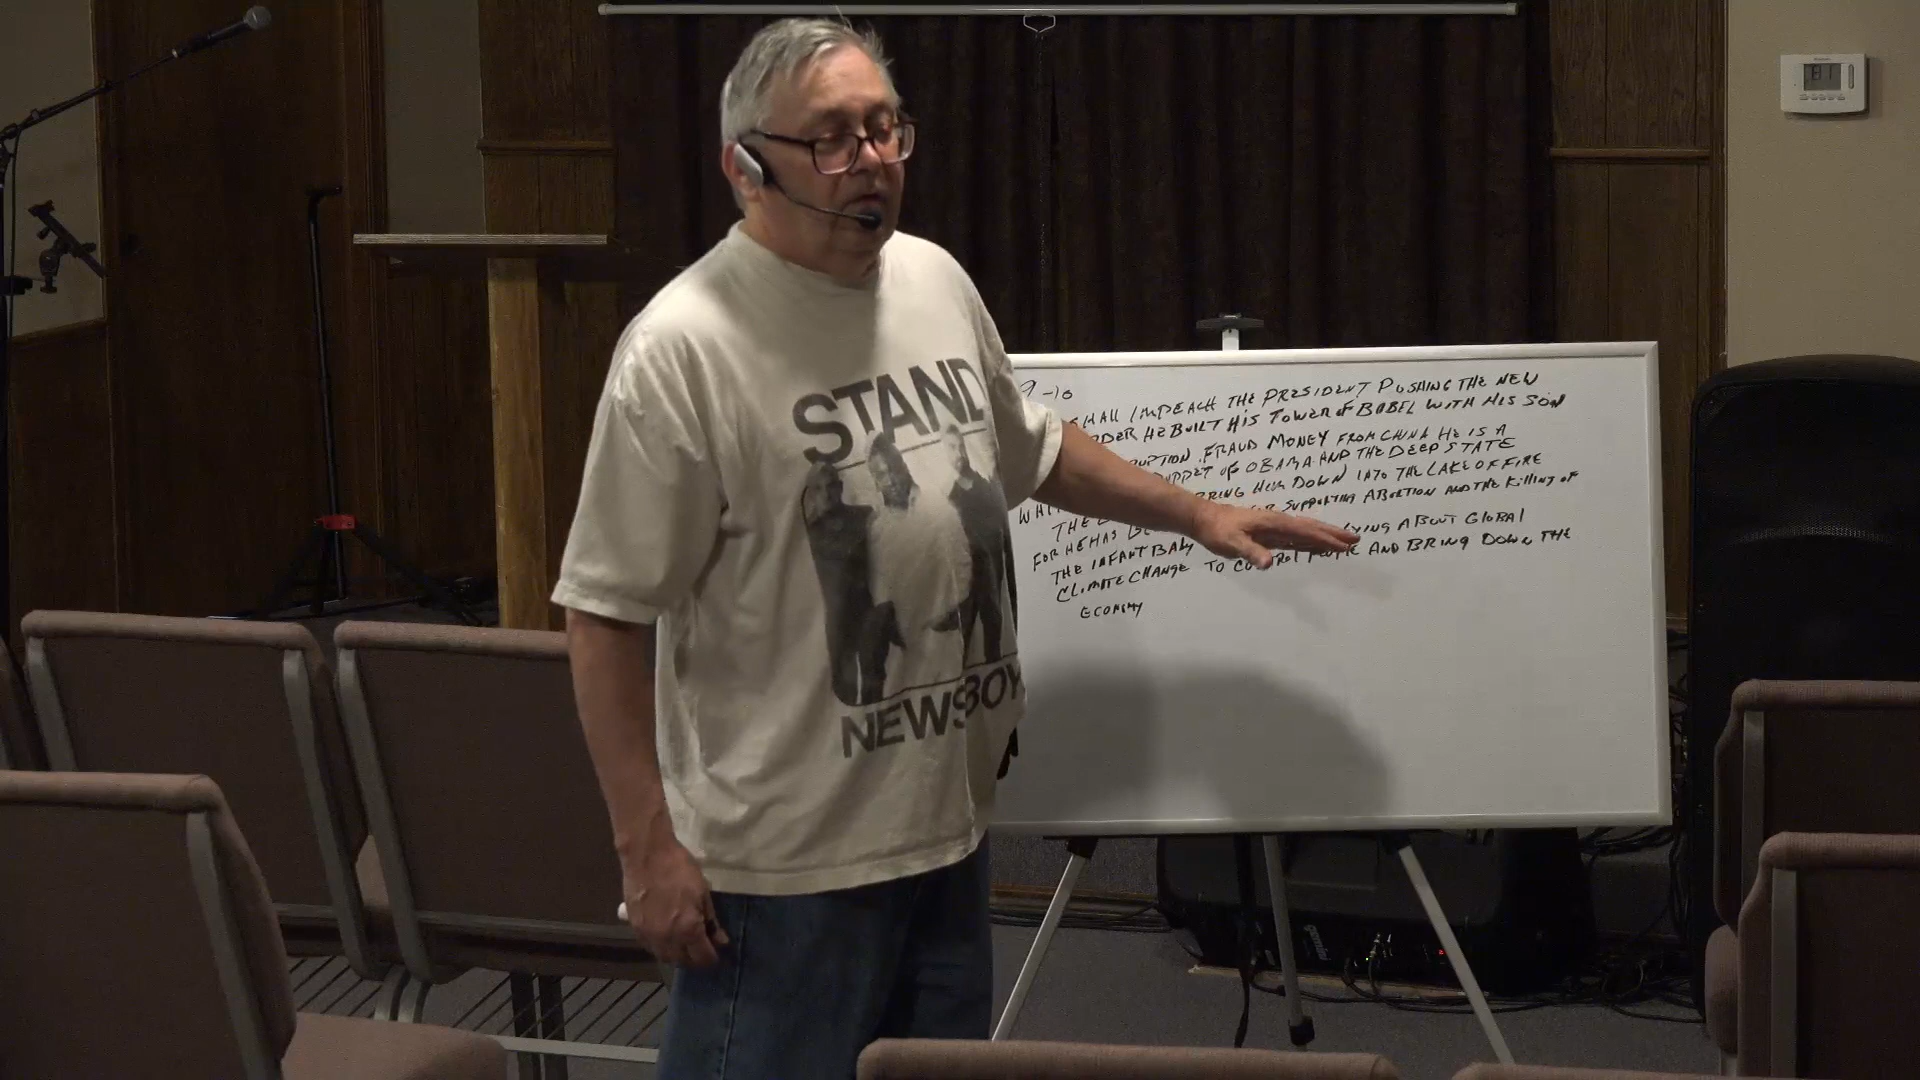 81
9-10
SHALL IMPEACH THE PRESIDENT PUSHING THE NEW
ORDER HE BUILT HIS TOWER OF BABEL WITH HIS SON
FRAUD MONEY FROM CHINA HE IS A
OF OBAMA AND THE DEEP STATE
BRING HIM DOWN INTO THE LAKE OF FIRE
SUPPORTING ABORTION AND THE KILLING OF
FOR HE HAS
THE INFANT BABY LYING ABOUT GLOBAL
CLIMATE CHANGE TO CONTROL PEOPLE AND BRING DOWN THE
ECONOMY
STAND
NEWSBOY
gemini